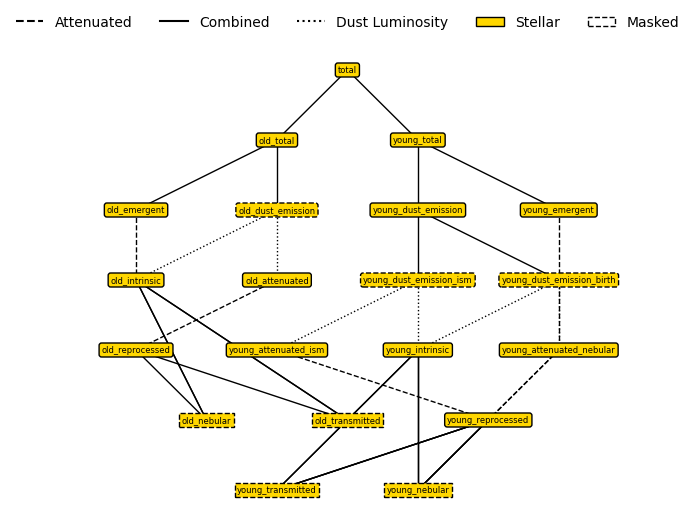 Attenuated Combined Dust Luminosity Stellar Masked
total
old_total young_total
old_emergent old_dust_emission young_dust_emission young_emergent
old_intrinsic old_attenuated young_dust_emission_ism young_dust_emission_birth
old_reprocessed young_attenuated_ism young_intrinsic young_attenuated_nebular
old_nebular old_transmitted young_reprocessed
young_transmitted young_nebular